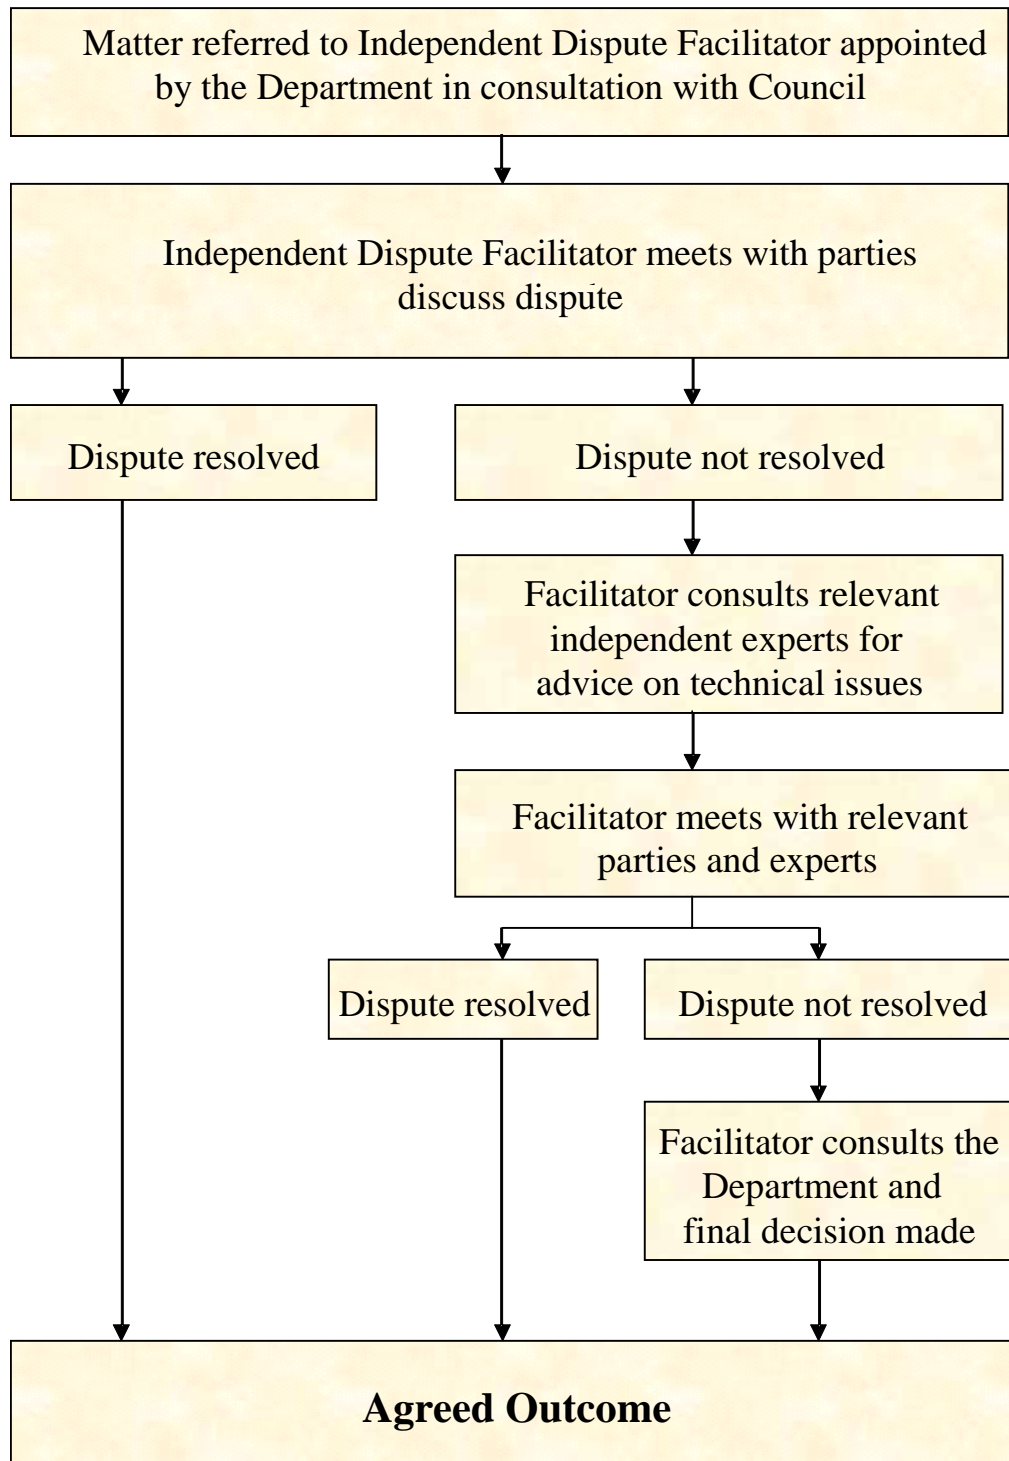 Matter referred to Independent Dispute Facilitator appointed
by the Department in consultation with Council
Independent Dispute Facilitator meets with parties
discuss dispute
Dispute resolved
Dispute not resolved
Facilitator consults relevant
independent experts for
advice on technical issues
Facilitator meets with relevant
parties and experts
Dispute resolved
Dispute not resolved
Facilitator consults the
Department and
final decision made
Agreed Outcome